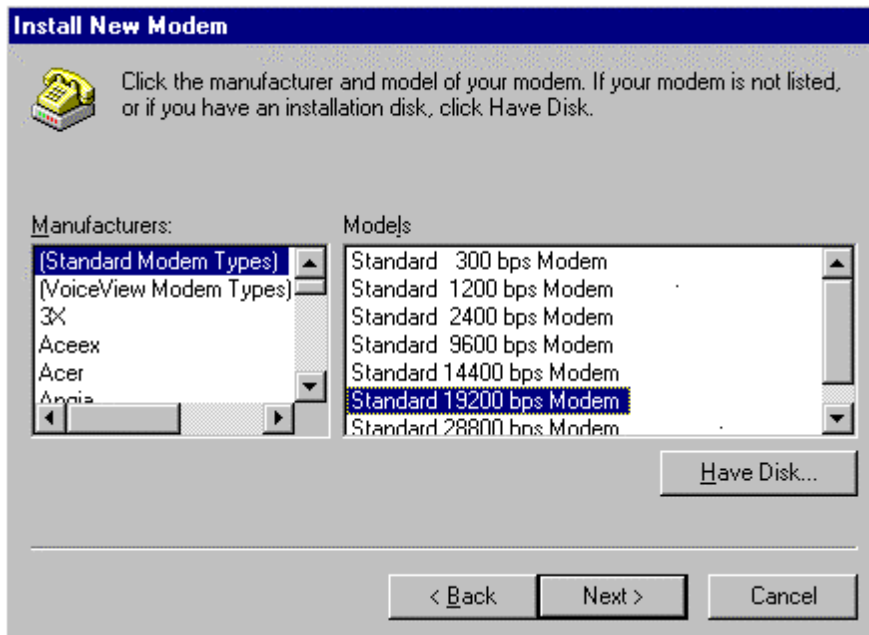 Install New Modem
Click the manufacturer and model of your modem. If your modem is not listed,
or if you have an installation disk, click Have Disk.
Manufacturers:
(Standard Modem Types)
(VoiceView Modem Types)
3X
Aceex
Acer
Angia
Models
Standard 300 bps Modem
Standard 1200 bps Modem
Standard 2400 bps Modem
Standard 9600 bps Modem
Standard 14400 bps Modem
Standard 19200 bps Modem
Standard 28800 bps Modem
Have Disk...
< Back
Next >
Cancel